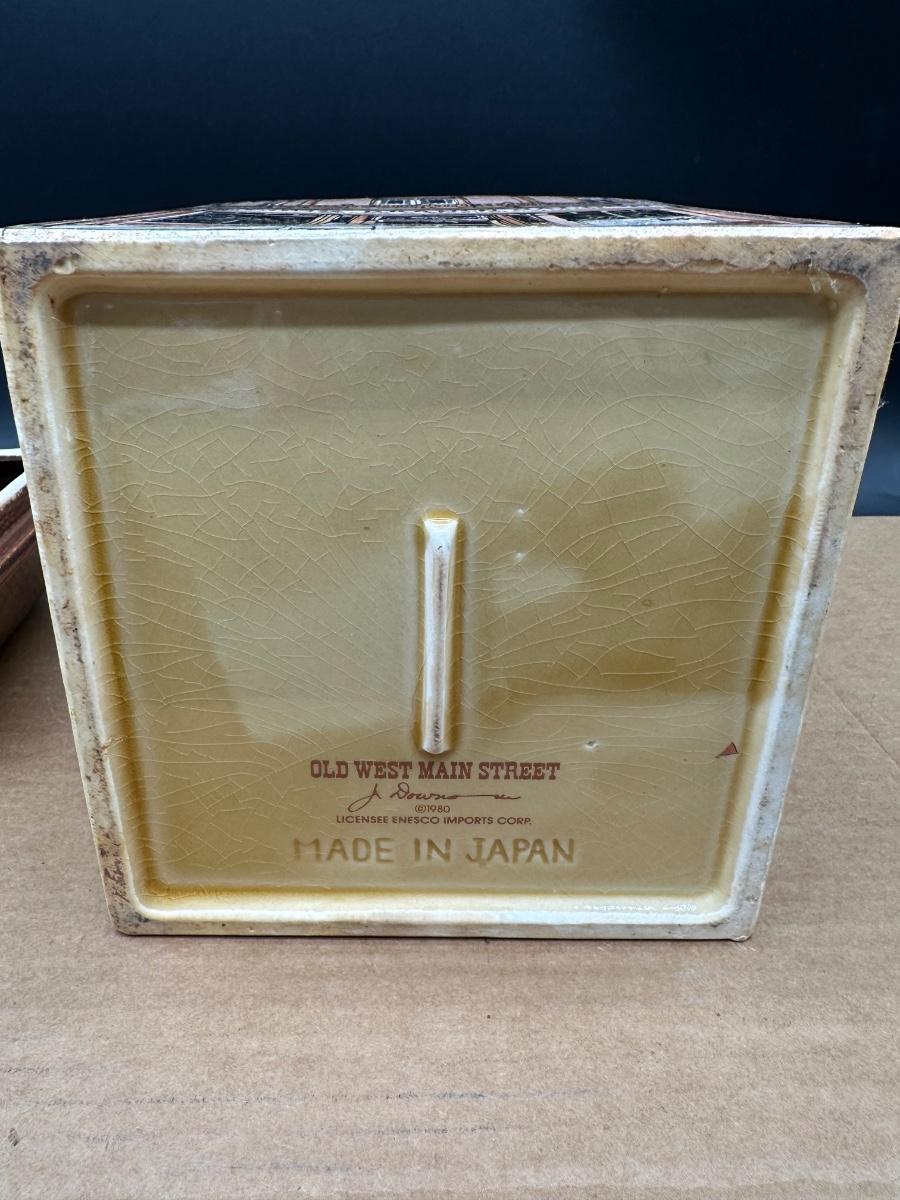 OLD WEST MAIN STREET
©1980
LICENSEE ENESCO IMPORTS CORP.
MADE IN JAPAN